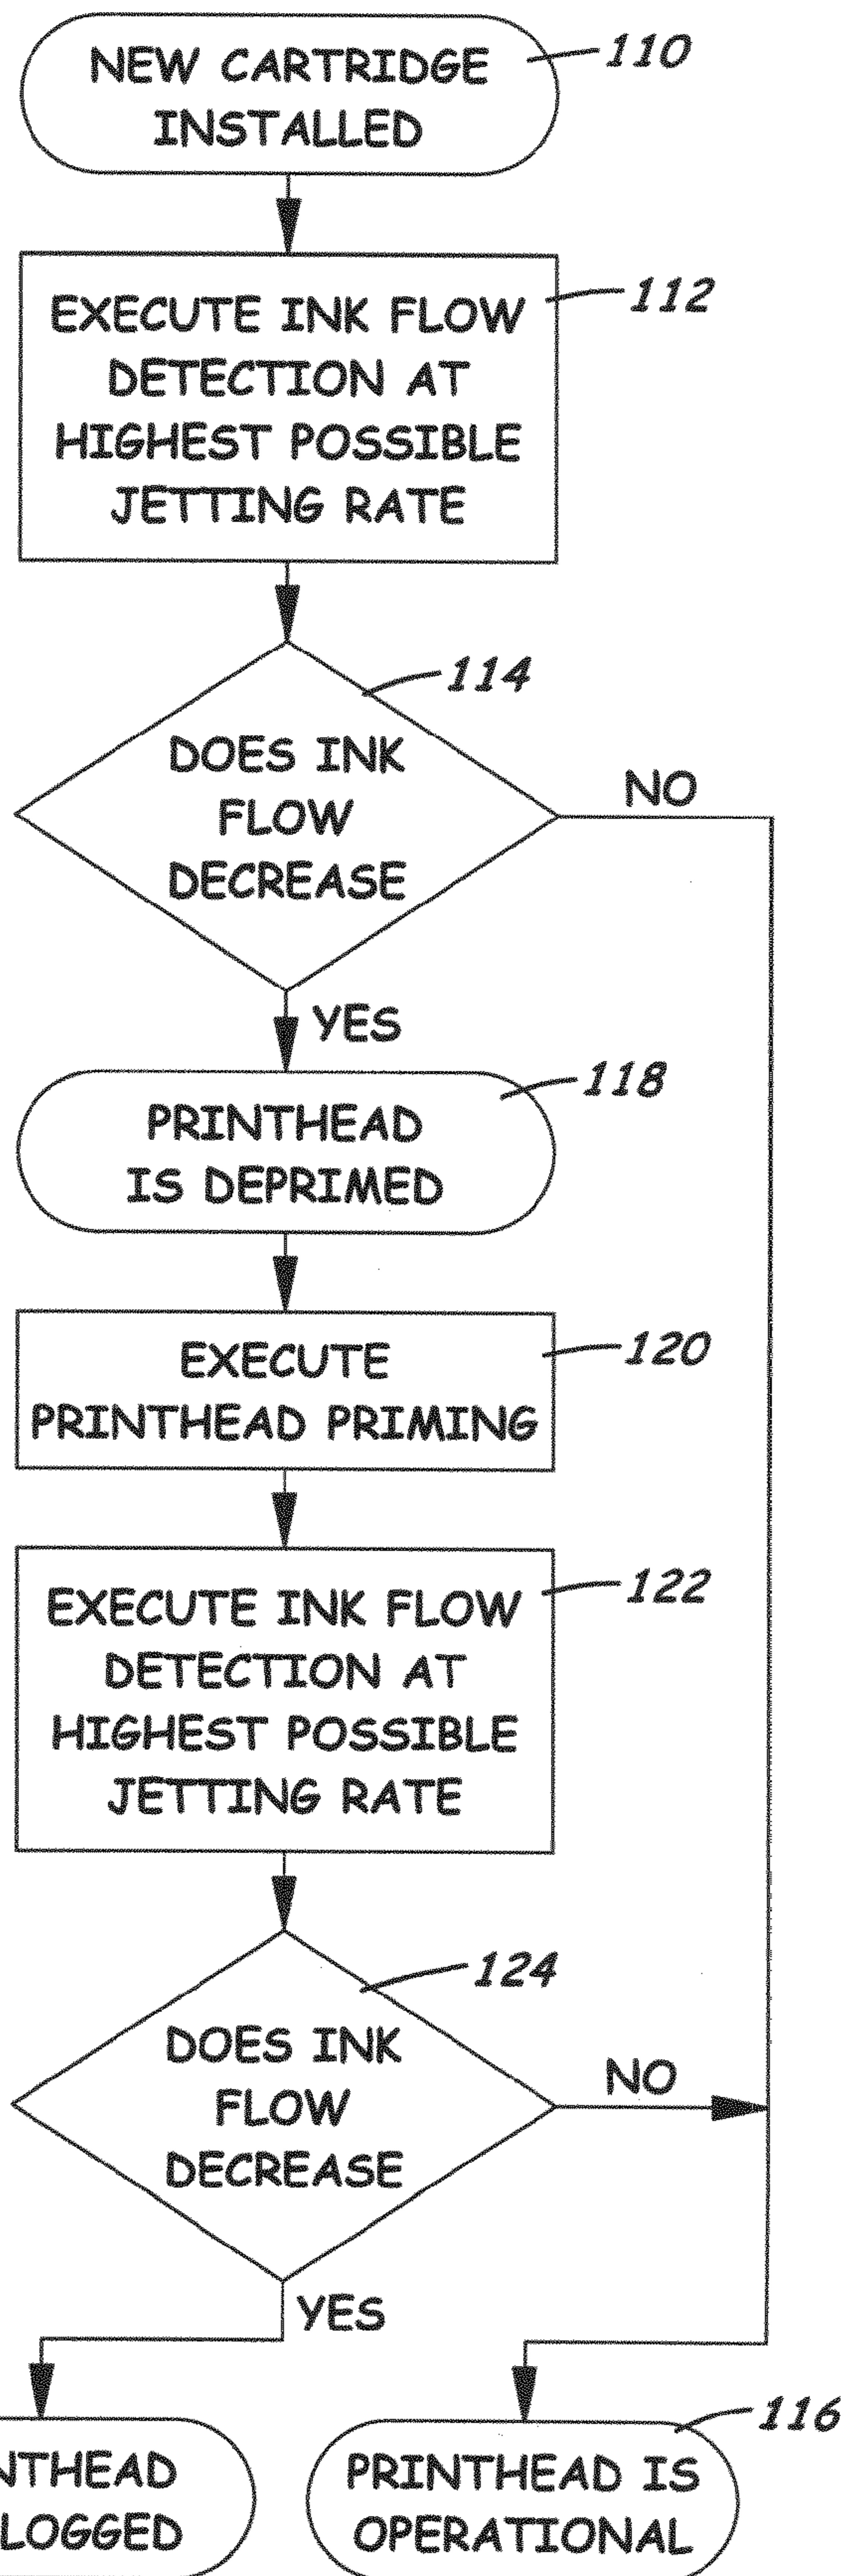 NEW CARTRIDGE
INSTALLED
110
EXECUTE INK FLOW
DETECTION AT
HIGHEST POSSIBLE
JETTING RATE
112
DOES INK
FLOW
DECREASE
114
NO
YES
PRINTHEAD
IS DEPRIMED
118
EXECUTE
PRINTHEAD PRIMING
120
EXECUTE INK FLOW
DETECTION AT
HIGHEST POSSIBLE
JETTING RATE
122
DOES INK
FLOW
DECREASE
124
NO
YES
NTHEAD
LOGGED
PRINTHEAD IS
OPERATIONAL
116